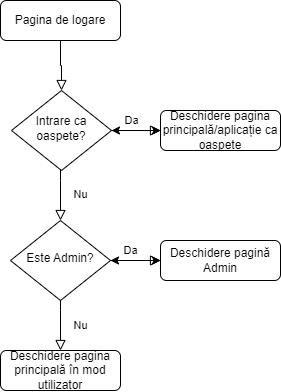 Pagina de logare
Intrare ca
oaspete?
Da
Deschidere pagina
principală/aplicație ca
oaspete
Nu
Este Admin?
Da
Deschidere pagină
Admin
Nu
Deschidere pagina
principală în mod
utilizator